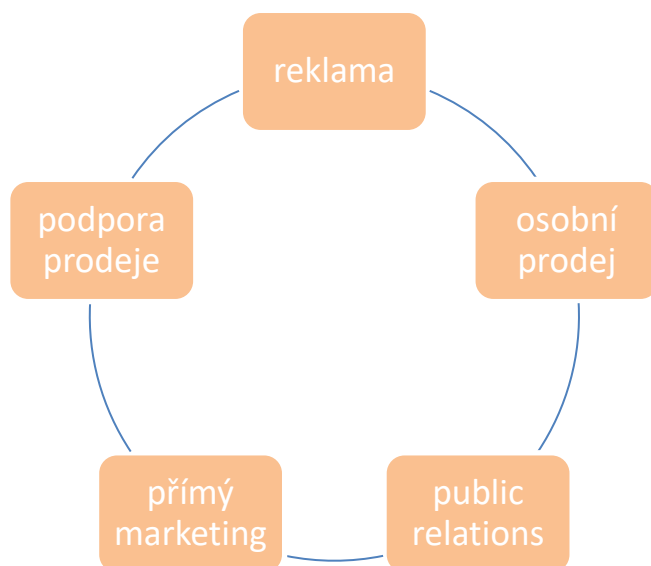 reklama
osobní
prodej
public
relations
přímý
marketing
podpora
prodeje